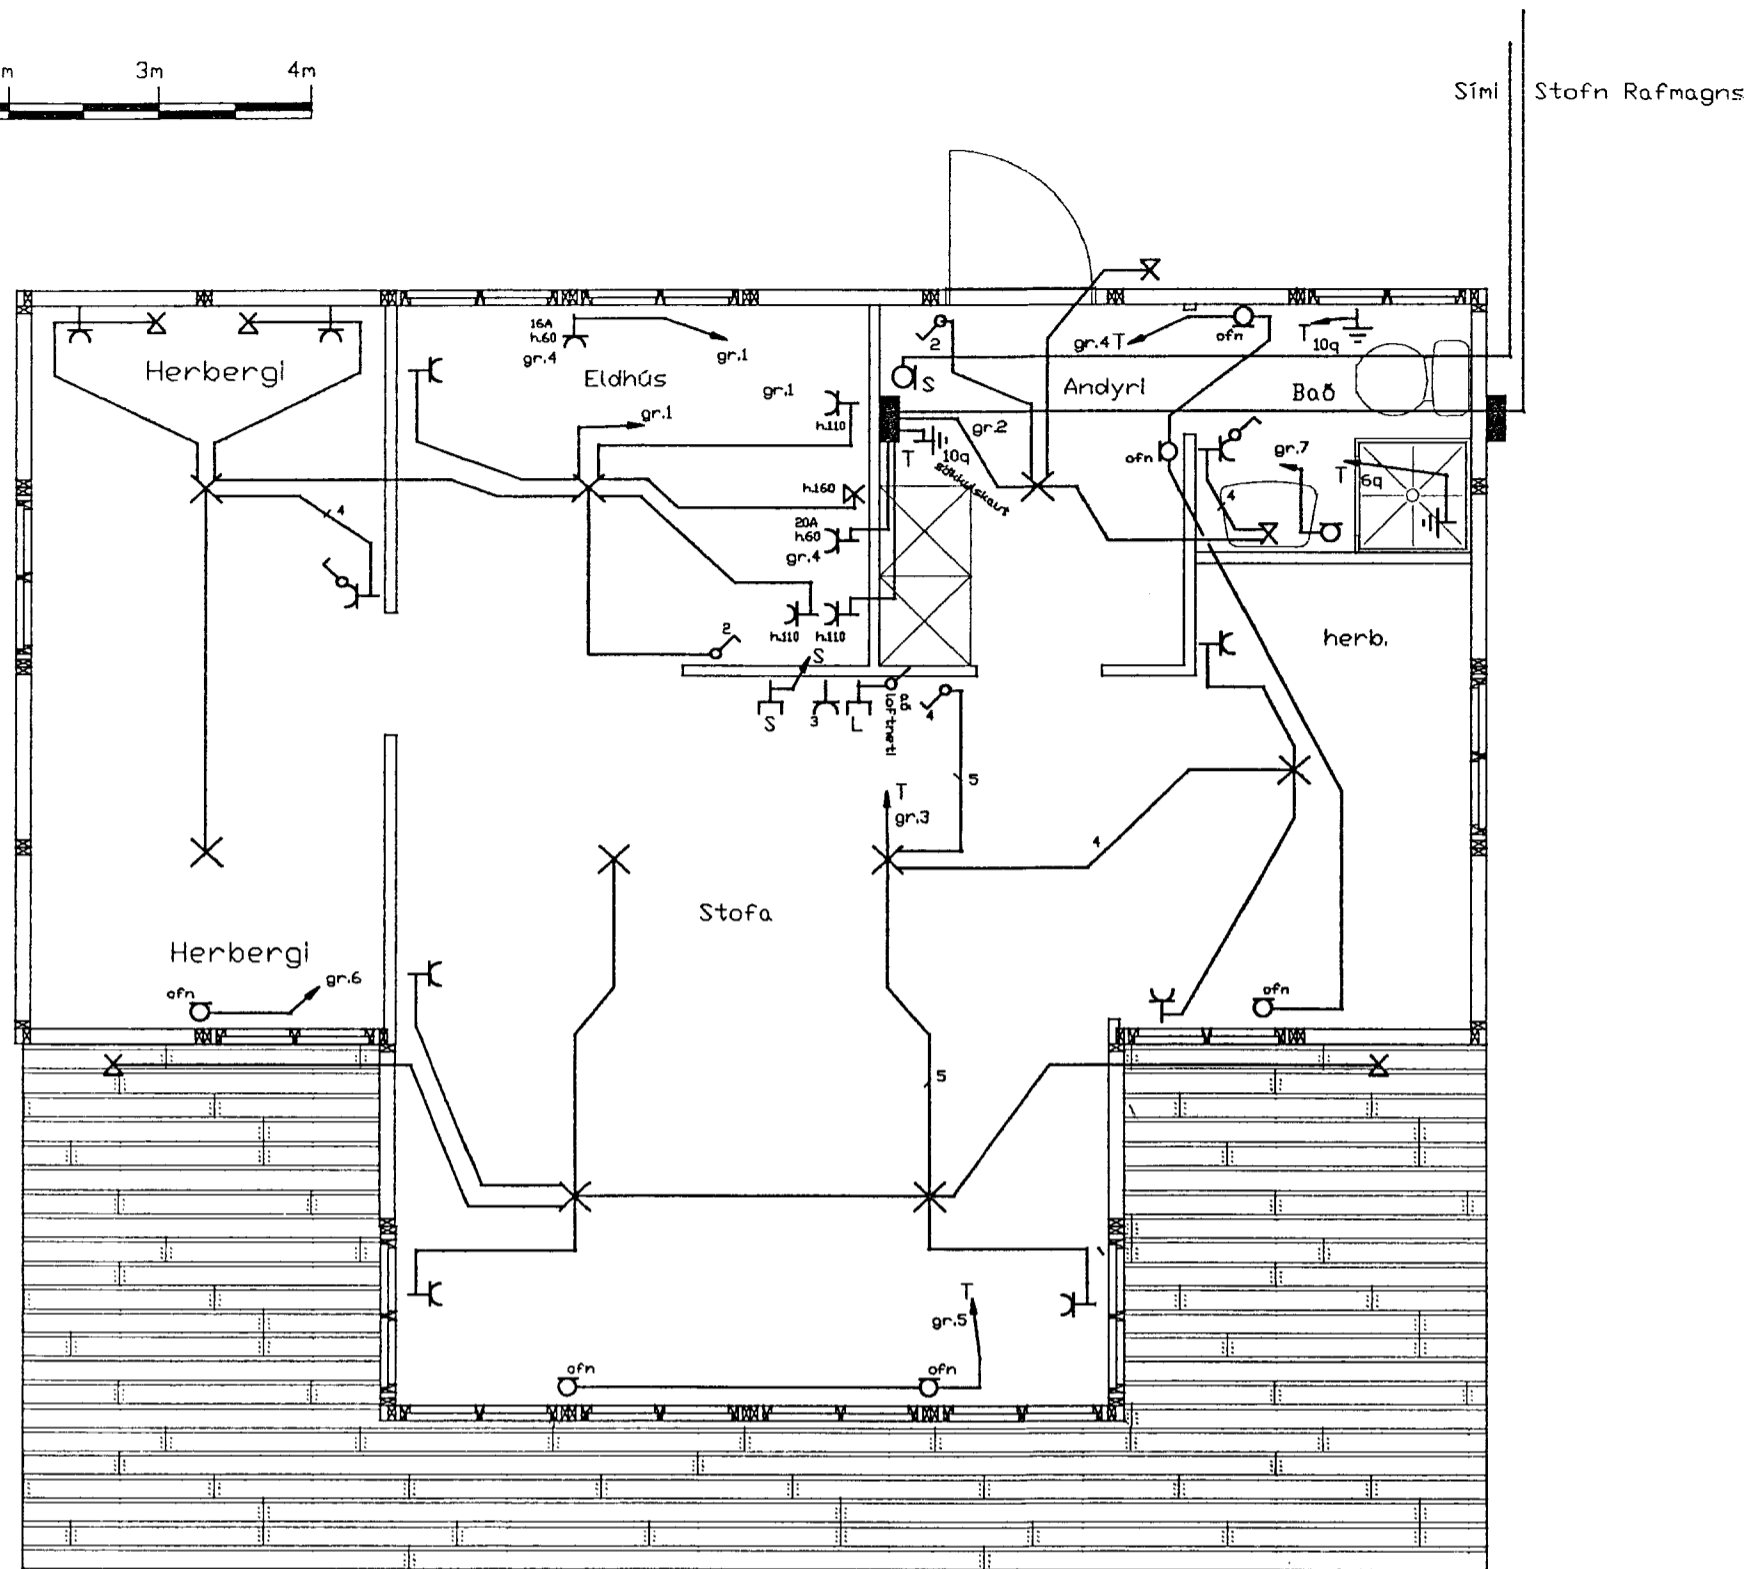 m 3m 4m
Sími Stofn Rafmagns
16A
h.60
gr.4
gr.1
2
gr.4 T
ofn
T
10q
Herbergi
Eldhús
gr.1
S
Andyri
Bað
gr.1
h.110
gr.2
T
10q
sökkulskaut
ofn
gr.7
T
6q
4
h.160
4
20A
h.60
gr.4
h.110
h.110
2
S
herb.
S
3
L
að
loftneti
4
5
T
gr.3
4
Stofa
Herbergi
ofn
gr.6
ofn
5
T
gr.5
ofn
ofn